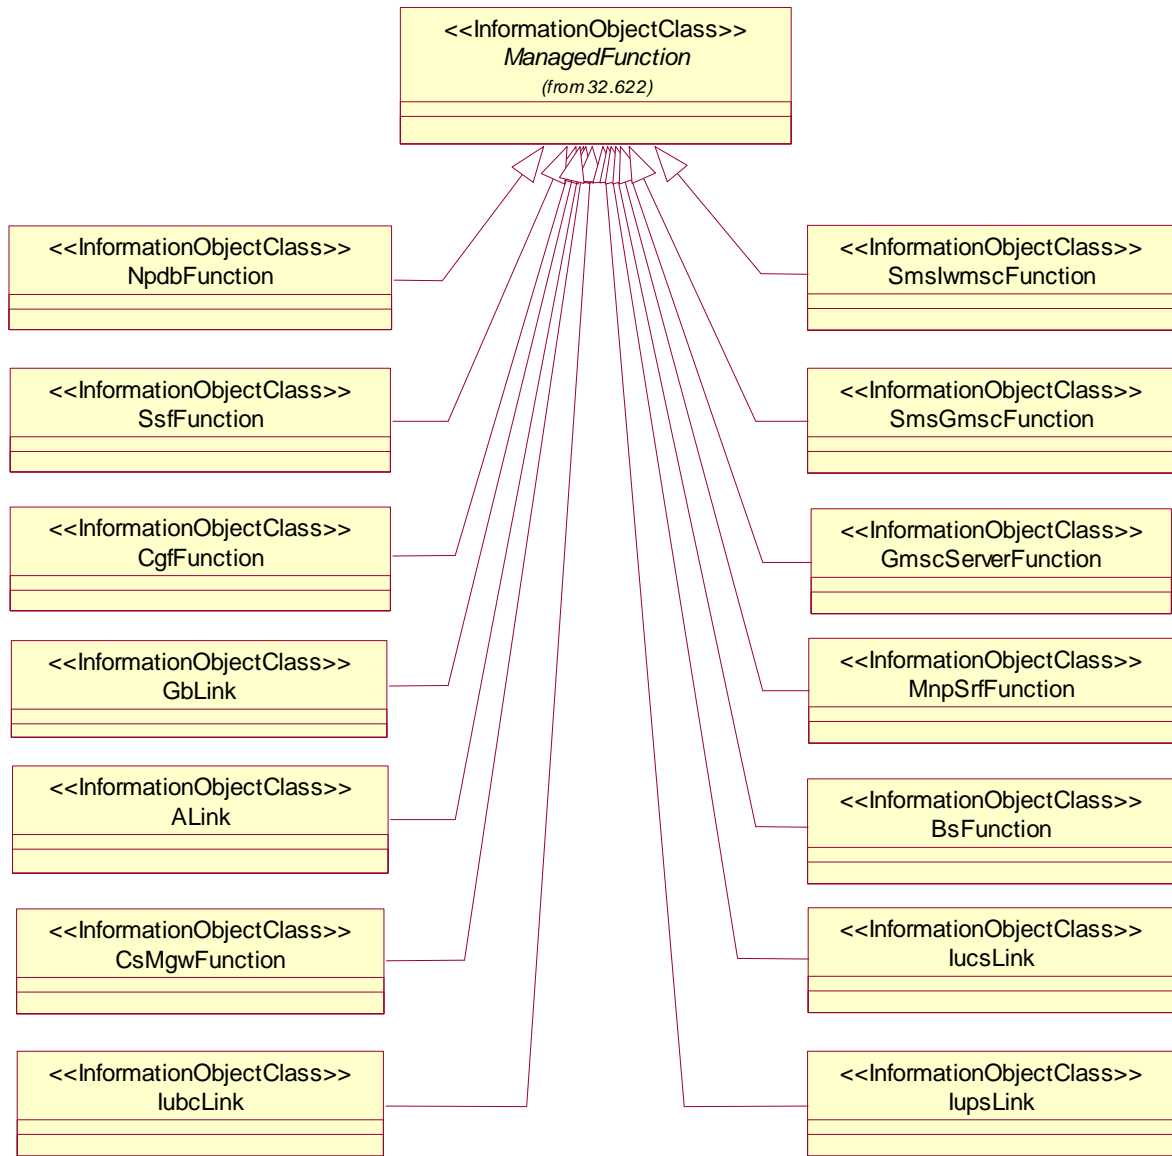 <<InformationObjectClass>>
ManagedFunction
(from 32.622)
<<InformationObjectClass>>
NpdbFunction
<<InformationObjectClass>>
SmsIwmscFunction
<<InformationObjectClass>>
SsfFunction
<<InformationObjectClass>>
SmsGmscFunction
<<InformationObjectClass>>
CgfFunction
<<InformationObjectClass>>
GmscServerFunction
<<InformationObjectClass>>
GbLink
<<InformationObjectClass>>
MnpSrfFunction
<<InformationObjectClass>>
ALink
<<InformationObjectClass>>
BsFunction
<<InformationObjectClass>>
CsMgwFunction
<<InformationObjectClass>>
IucsLink
<<InformationObjectClass>>
IubcLink
<<InformationObjectClass>>
IupsLink